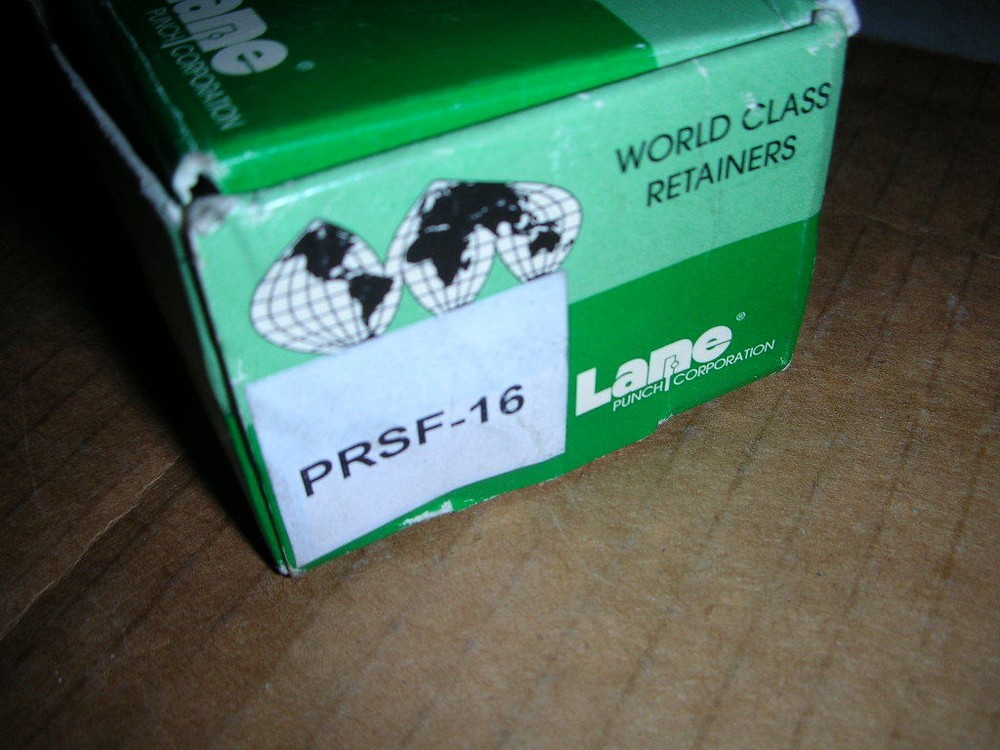 Lane
PUNCH CORPORATION
WORLD CLASS
RETAINERS
PRSF-16
Lane ®
PUNCH CORPORATION